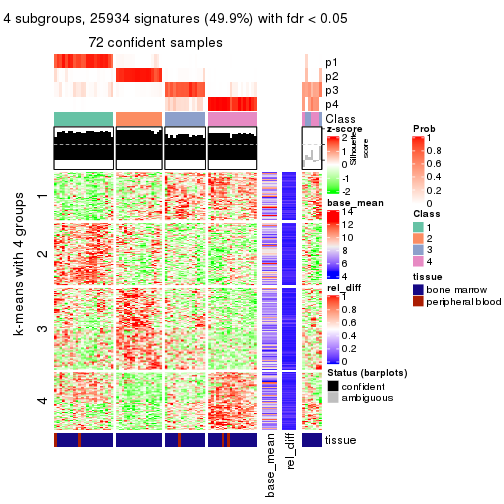 4 subgroups, 25934 signatures (49.9%) with fdr < 0.05
72 confident samples
p1
p2
p3
p4
Class
Silhouette
score
1
2
3
4
k-means with 4 groups
tissue
base_mean
rel_diff
z-score
2
1
0
-1
-2
base_mean
14
12
10
8
6
4
rel_diff
1
0.8
0.6
0.4
0.2
0
Status (barplots)
confident
ambiguous
Prob
1
0.8
0.6
0.4
0.2
0
Class
1
2
3
4
tissue
bone marrow
peripheral blood